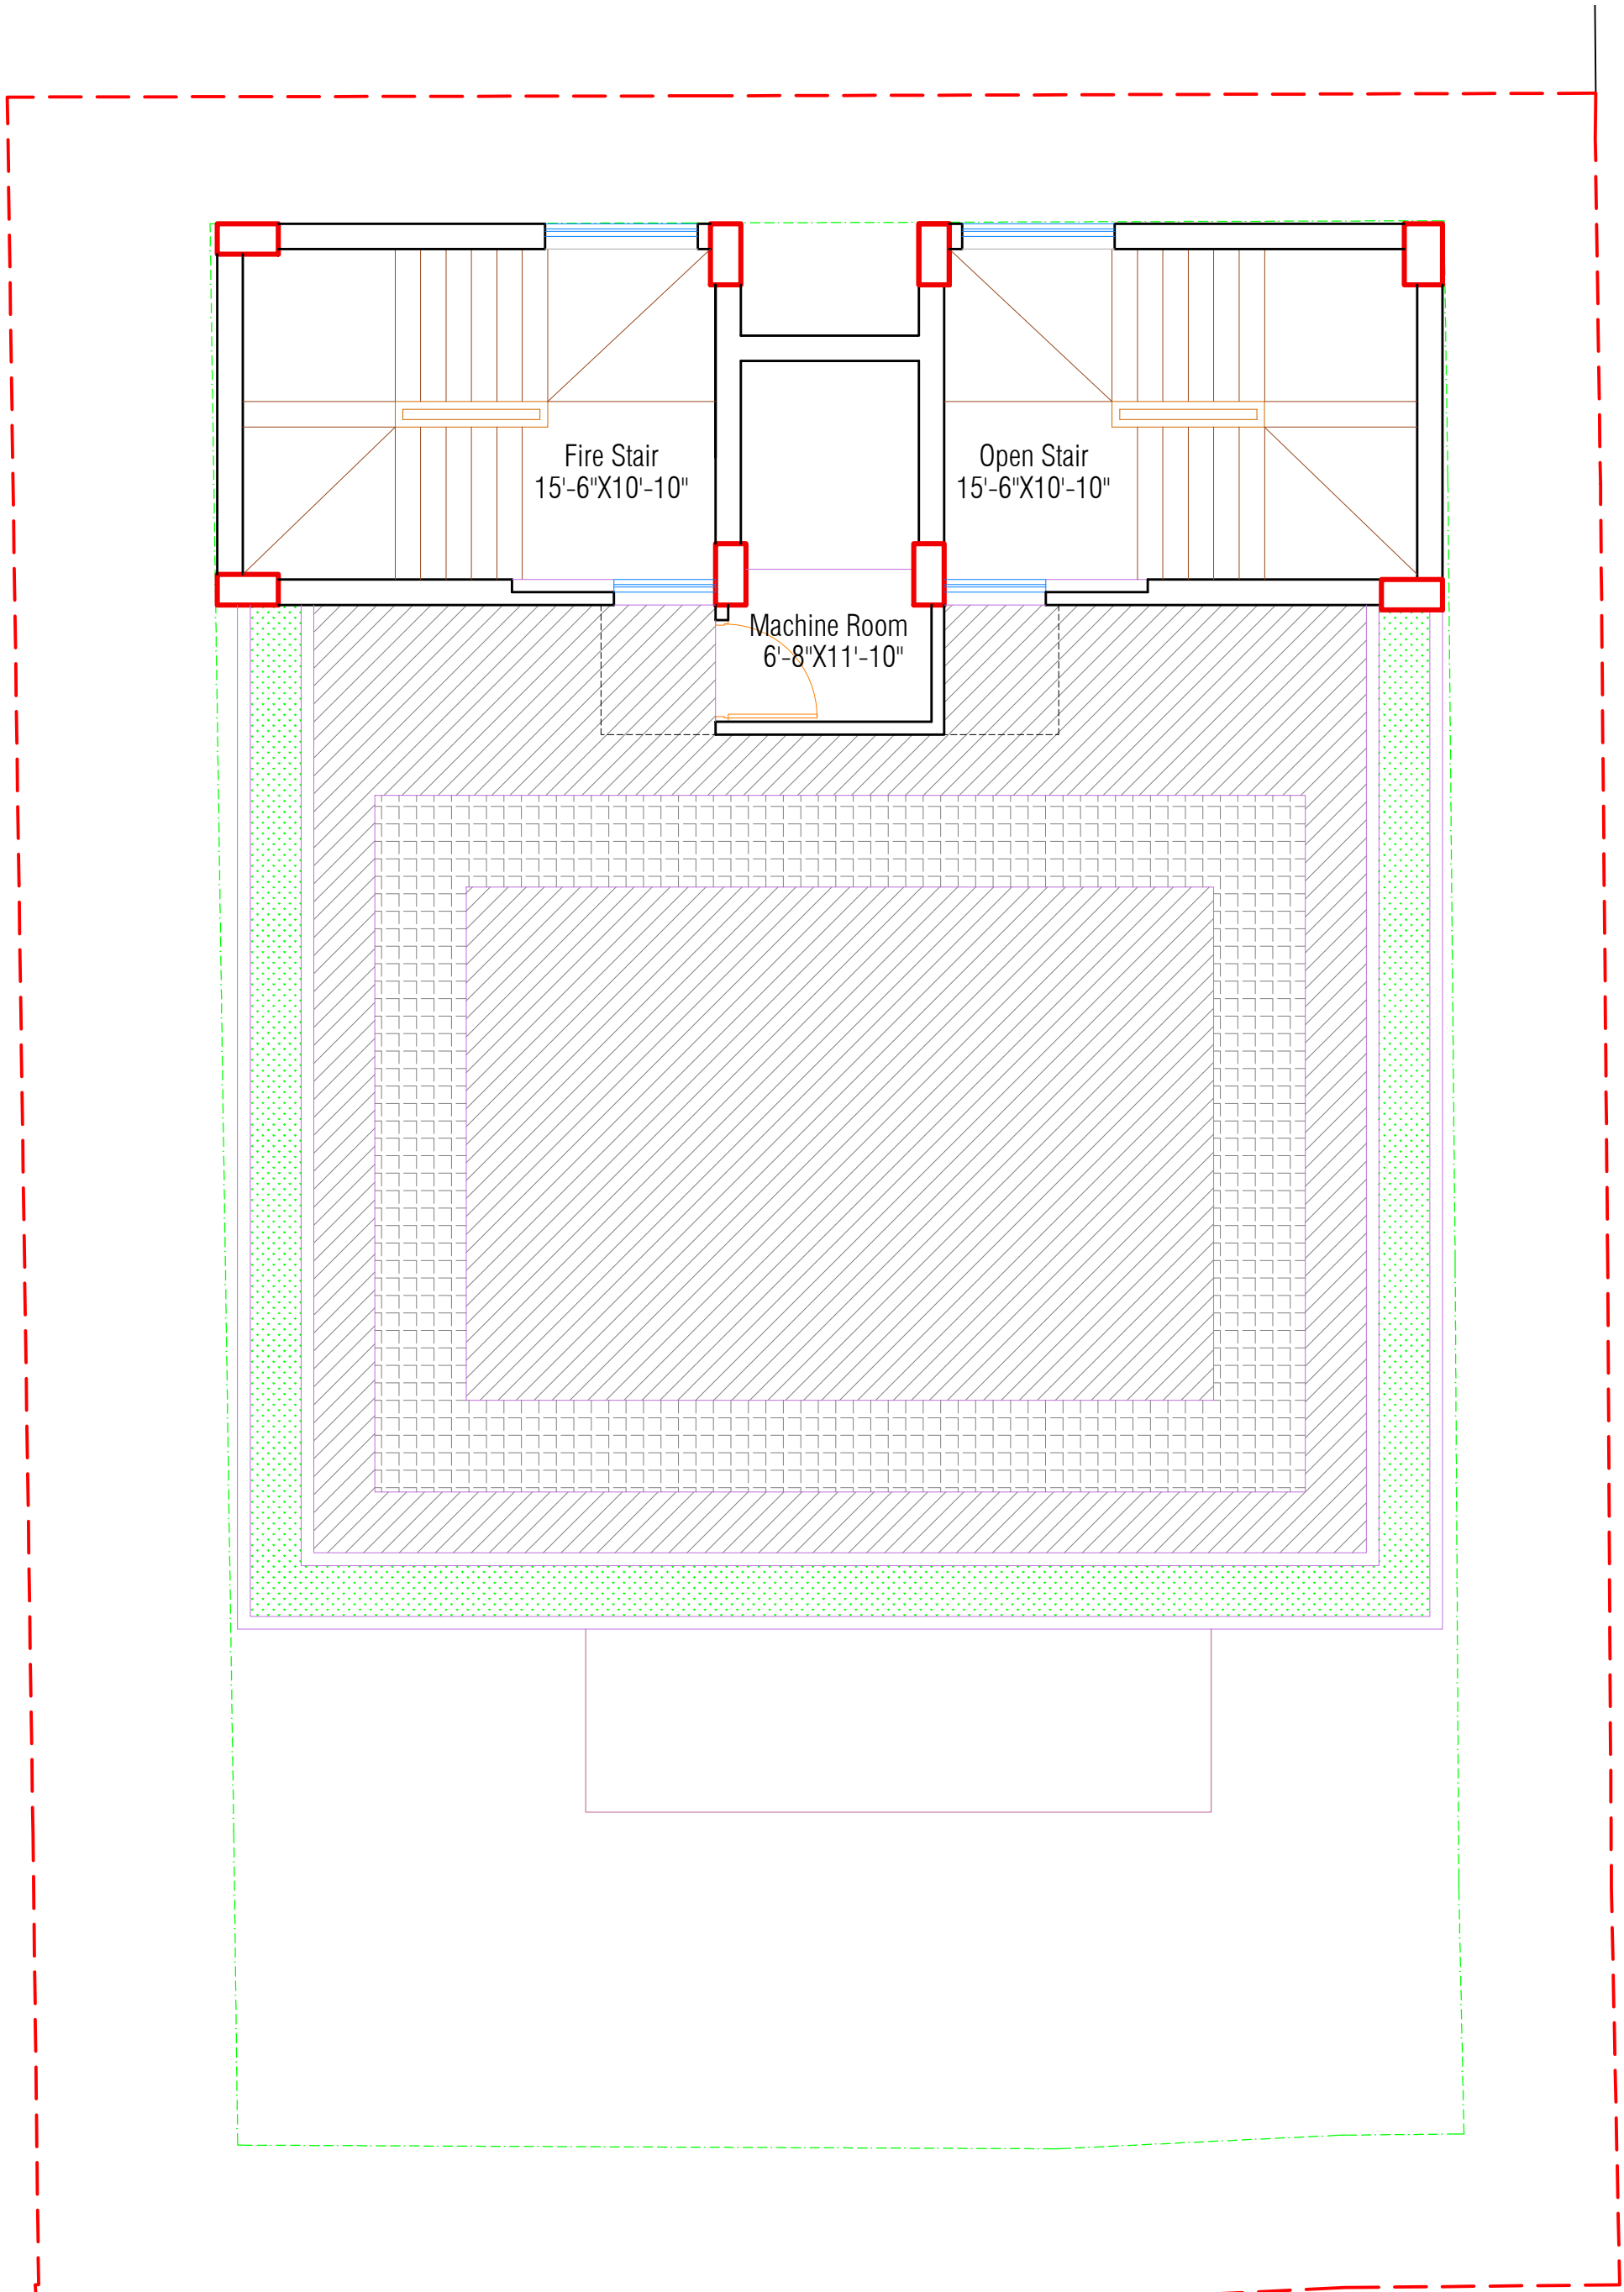 Fire Stair
15'-6"X10'-10"
Open Stair
15'-6"X10'-10"
Machine Room
6'-8"X11'-10"